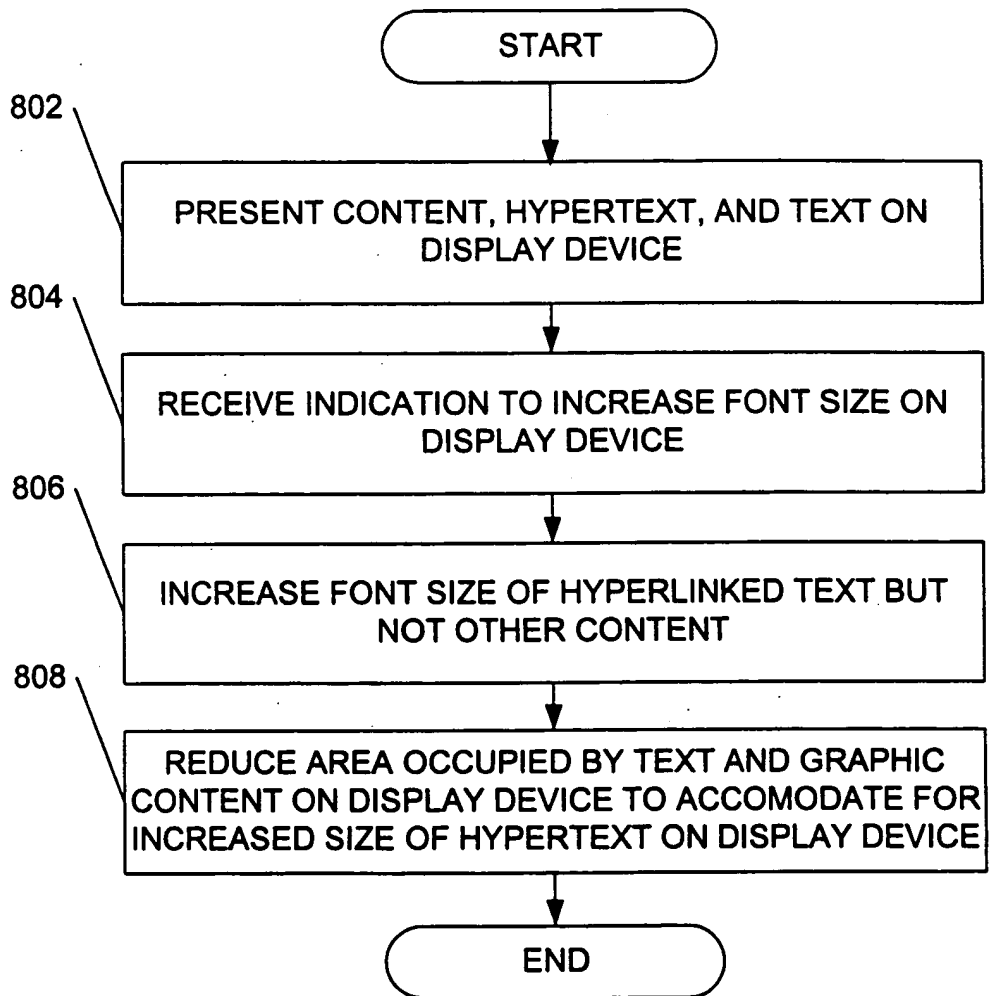 START
802
PRESENT CONTENT, HYPERTEXT, AND TEXT ON
DISPLAY DEVICE
804
RECEIVE INDICATION TO INCREASE FONT SIZE ON
DISPLAY DEVICE
806
INCREASE FONT SIZE OF HYPERLINKED TEXT BUT
NOT OTHER CONTENT
808
REDUCE AREA OCCUPIED BY TEXT AND GRAPHIC
CONTENT ON DISPLAY DEVICE TO ACCOMODATE FOR
INCREASED SIZE OF HYPERTEXT ON DISPLAY DEVICE
END